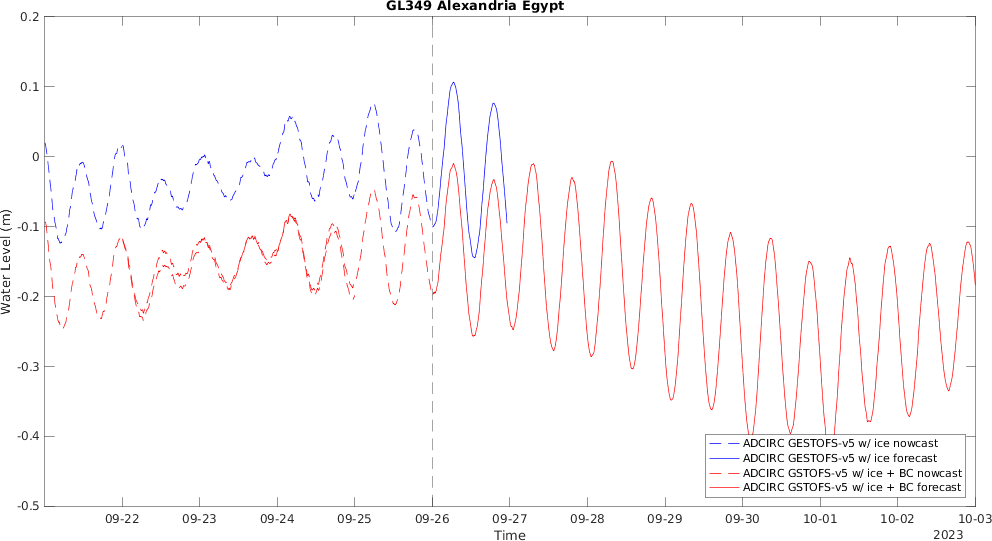 GL349 Alexandria Egypt
0.2
0.1
0
-0.1
-0.2
-0.3
-0.4
-0.5
Water Level (m)
ADCIRC GESTOFS-v5 w/ ice nowcast
ADCIRC GESTOFS-v5 w/ ice forecast
ADCIRC GSTOFS-v5 w/ ice + BC nowcast
ADCIRC GSTOFS-v5 w/ ice + BC forecast
09-22 09-23 09-24 09-25 09-26 09-27 09-28 09-29 09-30 10-01 10-02 10-03
Time
2023